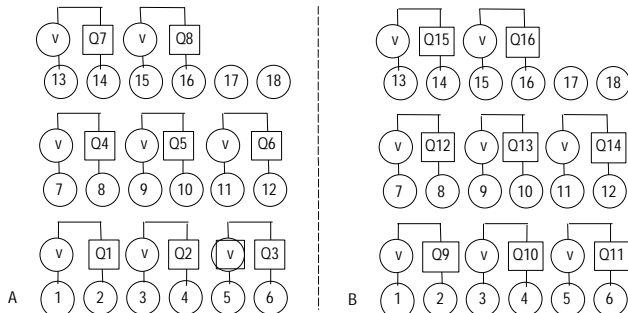 v Q7 v Q8
13 14 15 16 17 18
v Q4 v Q5 v Q6
7 8 9 10 11 12
v Q1 v Q2 v Q3
A 1 2 3 4 5 6
v Q15 v Q16
13 14 15 16 17 18
v Q12 v Q13 v Q14
7 8 9 10 11 12
v Q9 v Q10 v Q11
B 1 2 3 4 5 6